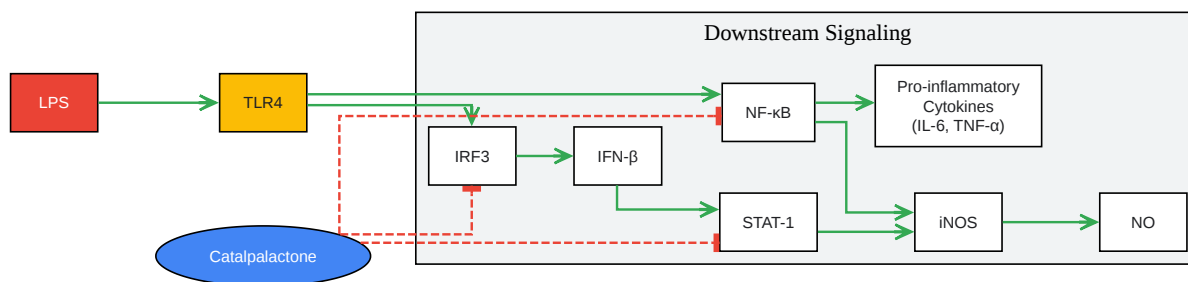 Downstream Signaling
LPS
TLR4
NF-κB
Pro-inflammatory
Cytokines
(IL-6, TNF-α)
IRF3
IFN-β
STAT-1
iNOS
NO
Catalpalactone